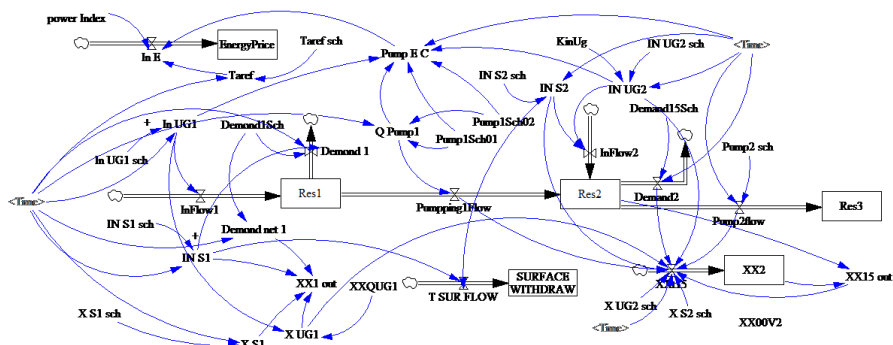 power Index
EnergyPrice
In E
Taref sch
Taref
Pump E C
KinUg
IN UG2 sch
<Time>
IN S2 sch
IN S2
IN UG2
In UG1
Demond1Sch
Pump1Sch02
Demand15Sch
+
Q Pump1
Pump1Sch01
Demond 1
InFlow2
Pump2 sch
In UG1 sch
<Time>
Res1
Res2
InFlow1
Pumpping1Flow
Demand2
Pump2flow
Res3
IN S1 sch
+
Demond net 1
IN S1
XX1 out
XXQUG1
T SUR FLOW
SURFACE
WITHDRAW
XX15
XX2
XX15 out
X UG2 sch
X S2 sch
XX00V2
<Time>
X S1 sch
X S1
X UG1